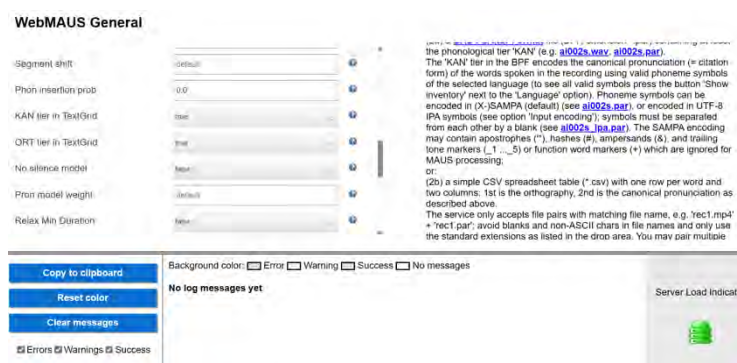 WebMAUS General
Segment shift
default
Phon insertion prob
0.0
KAN tier in TextGrid
true
ORT tier in TextGrid
true
No silence model
false
Pron model weight
default
Relax Min Duration
false
the phonological tier 'KAN' (e.g. al002s.wav, al002s.par).
The 'KAN' tier in the BPF encodes the canonical pronunciation (= citation
form) of the words spoken in the recording using valid phoneme symbols
of the selected language (to see all valid symbols press the button 'Show
inventory' next to the 'Language' option). Phoneme symbols can be
encoded in (X-)SAMPA (default) (see al002s.par), or encoded in UTF-8
IPA symbols (see option 'Input encoding'); symbols must be separated
from each other by a blank (see al002s_ipa.par). The SAMPA encoding
may contain apostrophes ("'), hashes (#), ampersands (&), and trailing
tone markers (_1 ..._5) or function word markers (+) which are ignored for
MAUS processing;
or:
(2b) a simple CSV spreadsheet table (*.csv) with one row per word and
two columns: 1st is the orthography, 2nd is the canonical pronunciation as
described above.
The service only accepts file pairs with matching file name, e.g. 'rec1.mp4'
+ 'rec1.par'; avoid blanks and non-ASCII chars in file names and only use
the standard extensions as listed in the drop area. You may pair multiple
Copy to clipboard
Reset color
Clear messages
Errors Warnings Success
Background color: Error Warning Success No messages
No log messages yet
Server Load Indicat